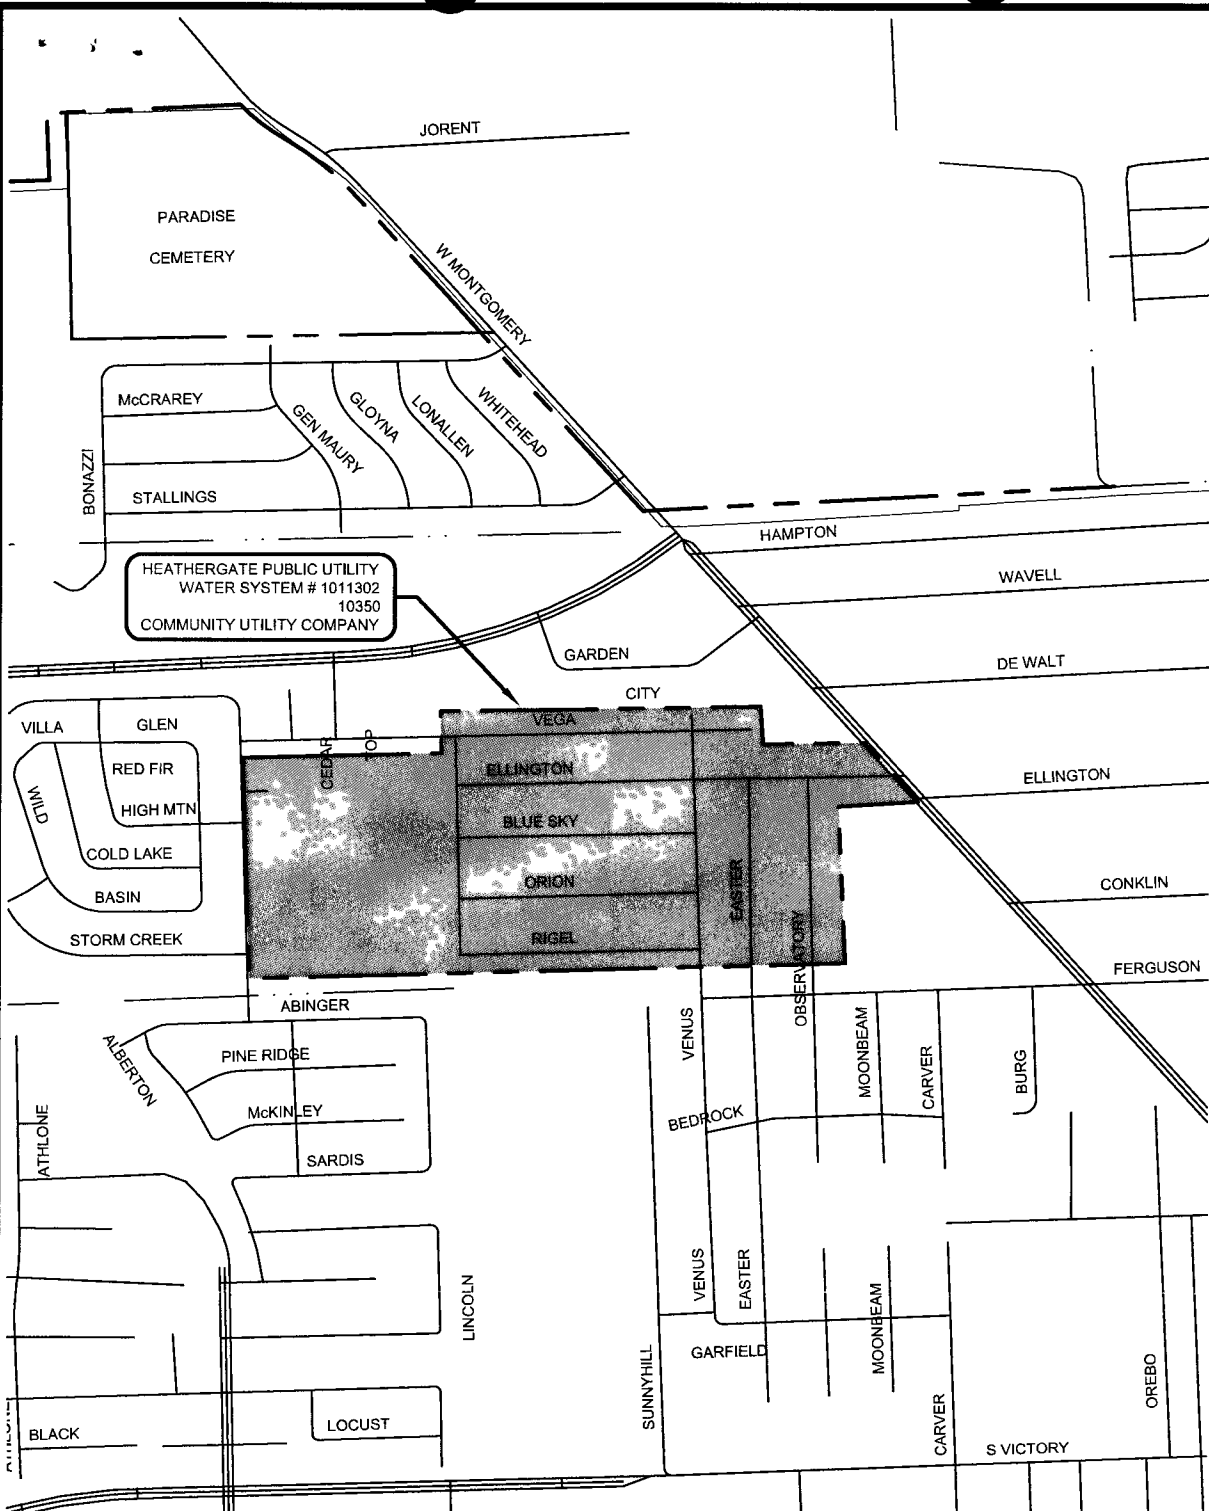 JORENT
PARADISE
CEMETERY
W MONTGOMERY
McCRAREY
GEN MAURY
GLOYNA
LONALLEN
WHITEHEAD
BONAZZI
STALLINGS
HAMPTON
HEATHERGATE PUBLIC UTILITY
WATER SYSTEM # 1011302
10350
COMMUNITY UTILITY COMPANY
WAVELL
GARDEN
DE WALT
CITY
VILLA
GLEN
CEDAR
TOP
VEGA
RED FIR
ELLINGTON
ELLINGTON
WILD
HIGH MTN
BLUE SKY
COLD LAKE
ORION
EASTER
CONKLIN
BASIN
STORM CREEK
RIGEL
OBSERVATORY
FERGUSON
ABINGER
ALBERTON
PINE RIDGE
VENUS
MOONBEAM
CARVER
BURG
McKINLEY
BEDROCK
ATHLONE
SARDIS
LINCOLN
VENUS
EASTER
MOONBEAM
SUNNYHILL
GARFIELD
OREBO
ATHLONE
BLACK
LOCUST
CARVER
S VICTORY